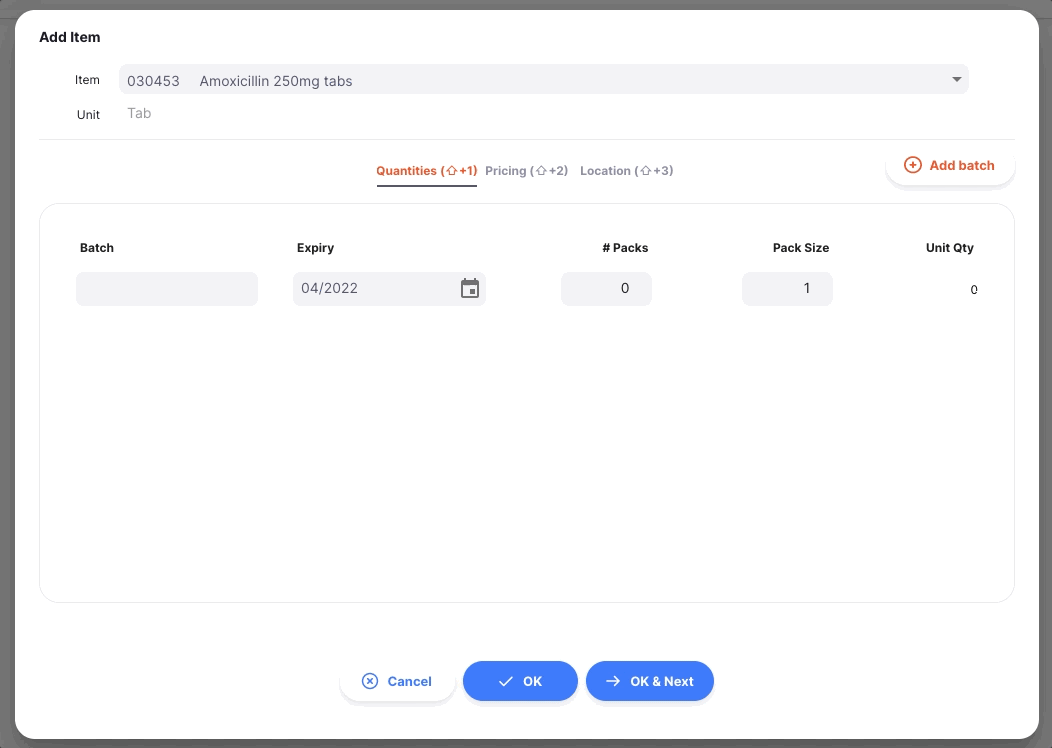 Add Item
Item 030453 Amoxicillin 250mg tabs
Unit Tab
Quantities (⇧+1) Pricing (⇧+2) Location (⇧+3) Add batch
Batch Expiry # Packs Pack Size Unit Qty
04/2022 0 1 0
Cancel OK OK & Next